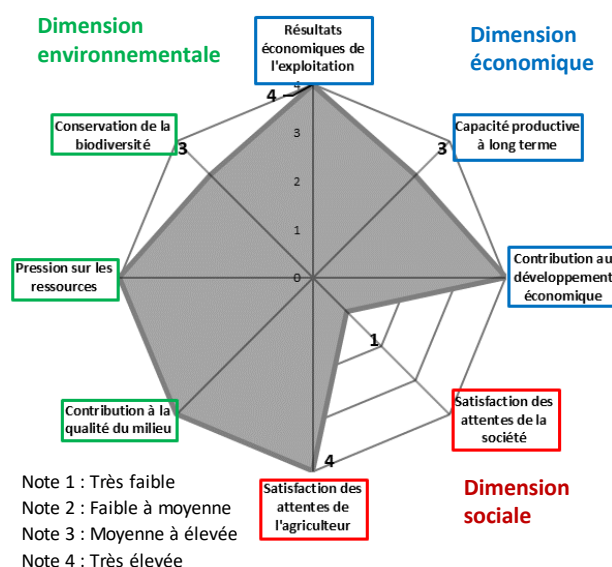 Dimension
environnementale
Résultats
économiques de
l'exploitation
Dimension
économique
4
4
Conservation de la
biodiversité
3
3
3
Capacité productive
à long terme
2
1
Pression sur les
ressources
0
Contribution au
développement
économique
1
Contribution à la
qualité du milieu
Satisfaction des
attentes de la
société
4
Satisfaction des
attentes de
l'agriculteur
Dimension
sociale
Note 1 : Très faible
Note 2 : Faible à moyenne
Note 3 : Moyenne à élevée
Note 4 : Très élevée